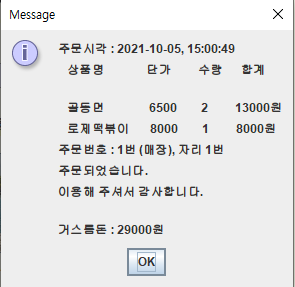 Message
주문시각 : 2021-10-05, 15:00:49
상품명 단가 수량 합계
골동면 6500 2 13000원
로제떡볶이 8000 1 8000원
주문번호 : 1번 (매장), 자리 1번
주문되었습니다.
이용해 주셔서 감사합니다.
거스름돈 : 29000원
OK